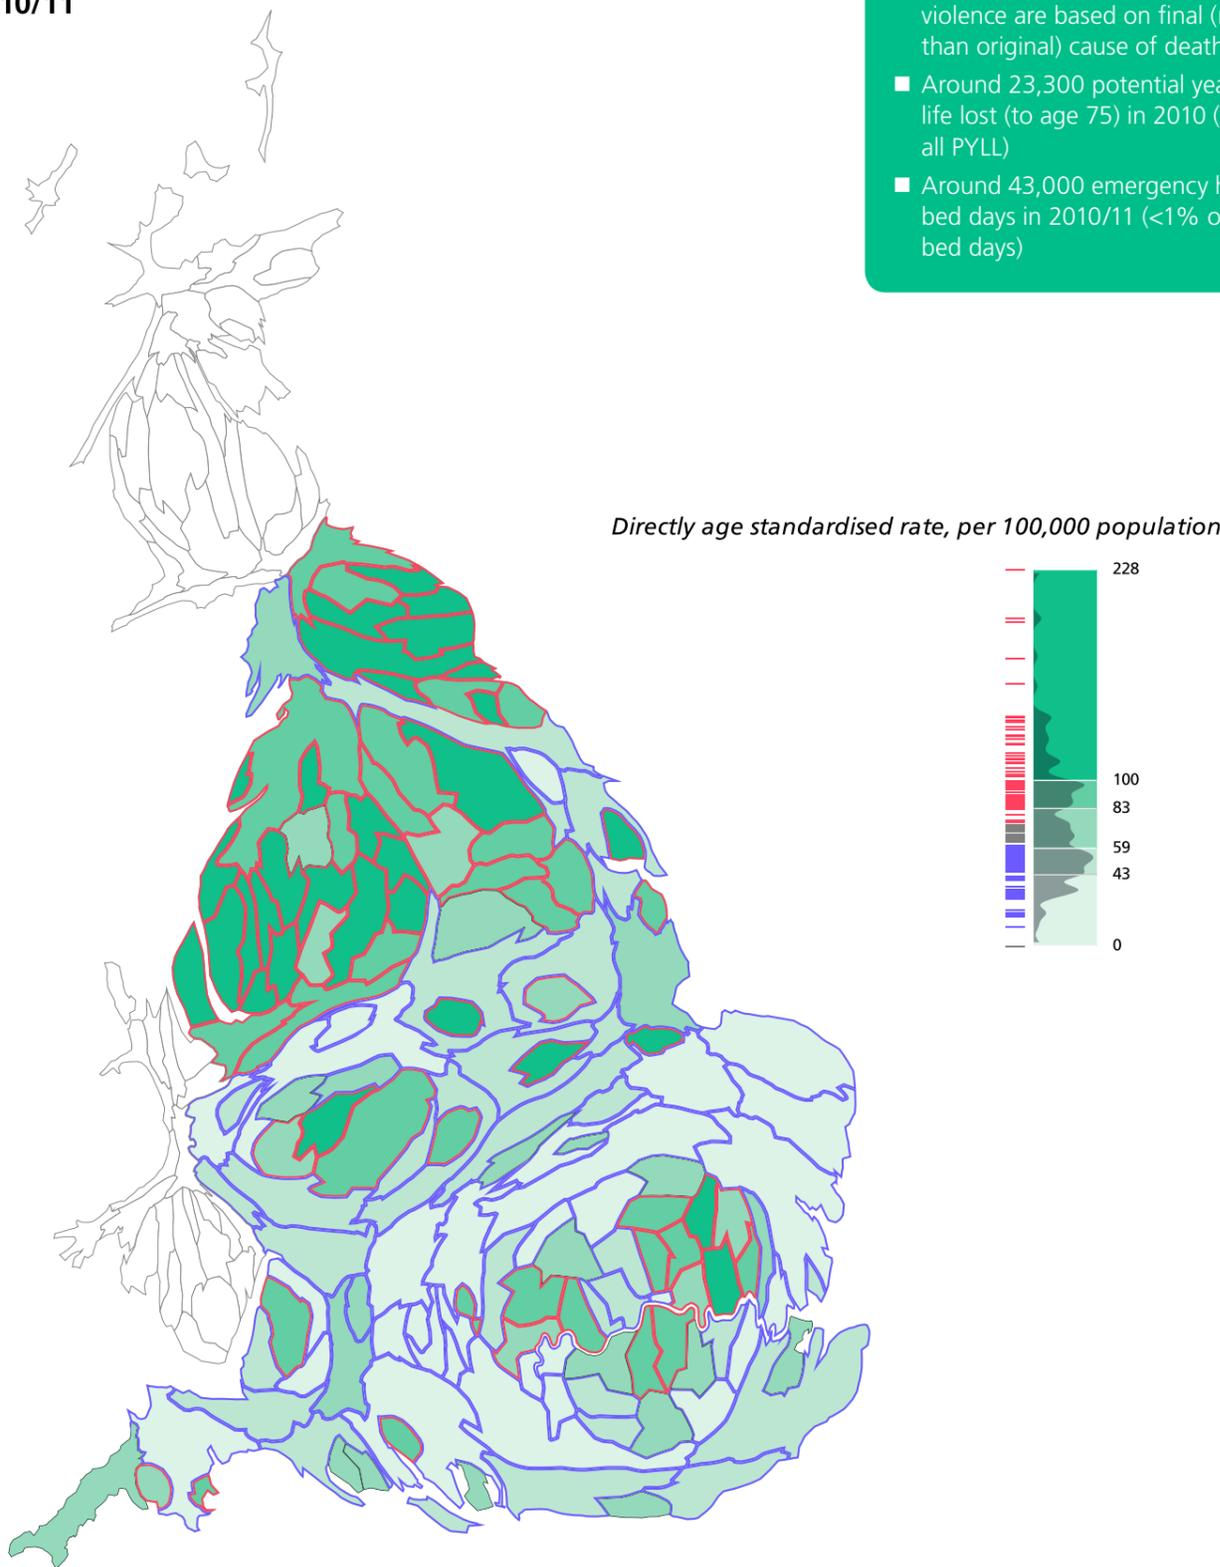 10/11
violence are based on final (
than original) cause of death
Around 23,300 potential yea
life lost (to age 75) in 2010 (
all PYLL)
Around 43,000 emergency h
bed days in 2010/11 (<1% o
bed days)
Directly age standardised rate, per 100,000 population
228
100
83
59
43
0